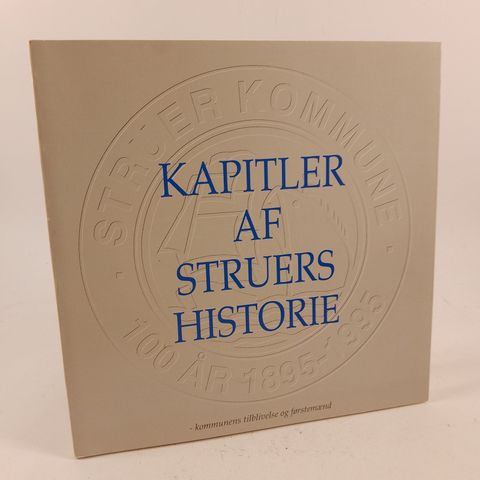 · STRUER KOMMUNE ·
KAPITLER
AF
STRUERS
HISTORIE
100 ÅR 1895-1995
- kommunens tilblivelse og førstemænd